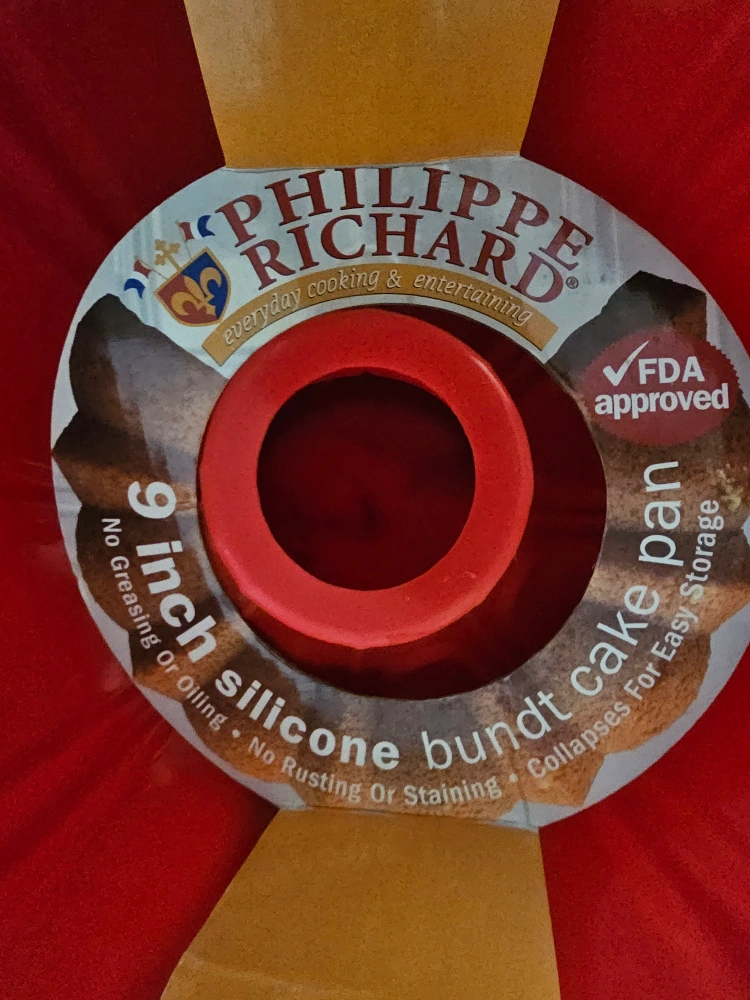 PHILIPPE
RICHARD®
everyday cooking & entertaining
✓FDA
approved
9 inch silicone bundt cake pan
No Greasing Or Oiling • No Rusting Or Staining • Collapses For Easy Storage